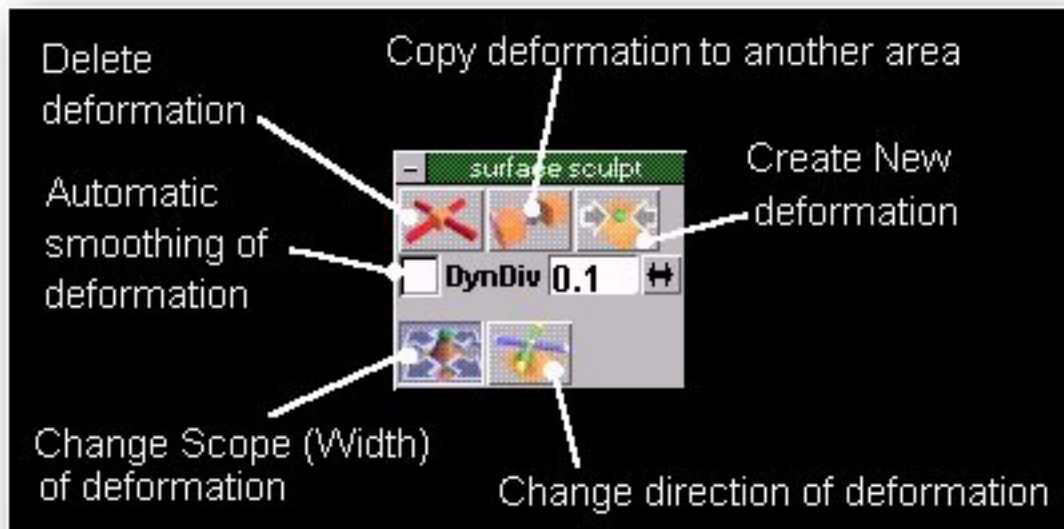 Delete
deformation
Copy deformation to another area
Automatic
smoothing of
deformation
surface sculpt
Create New
deformation
DynDiv 0.1
Change Scope (Width)
of deformation
Change direction of deformation